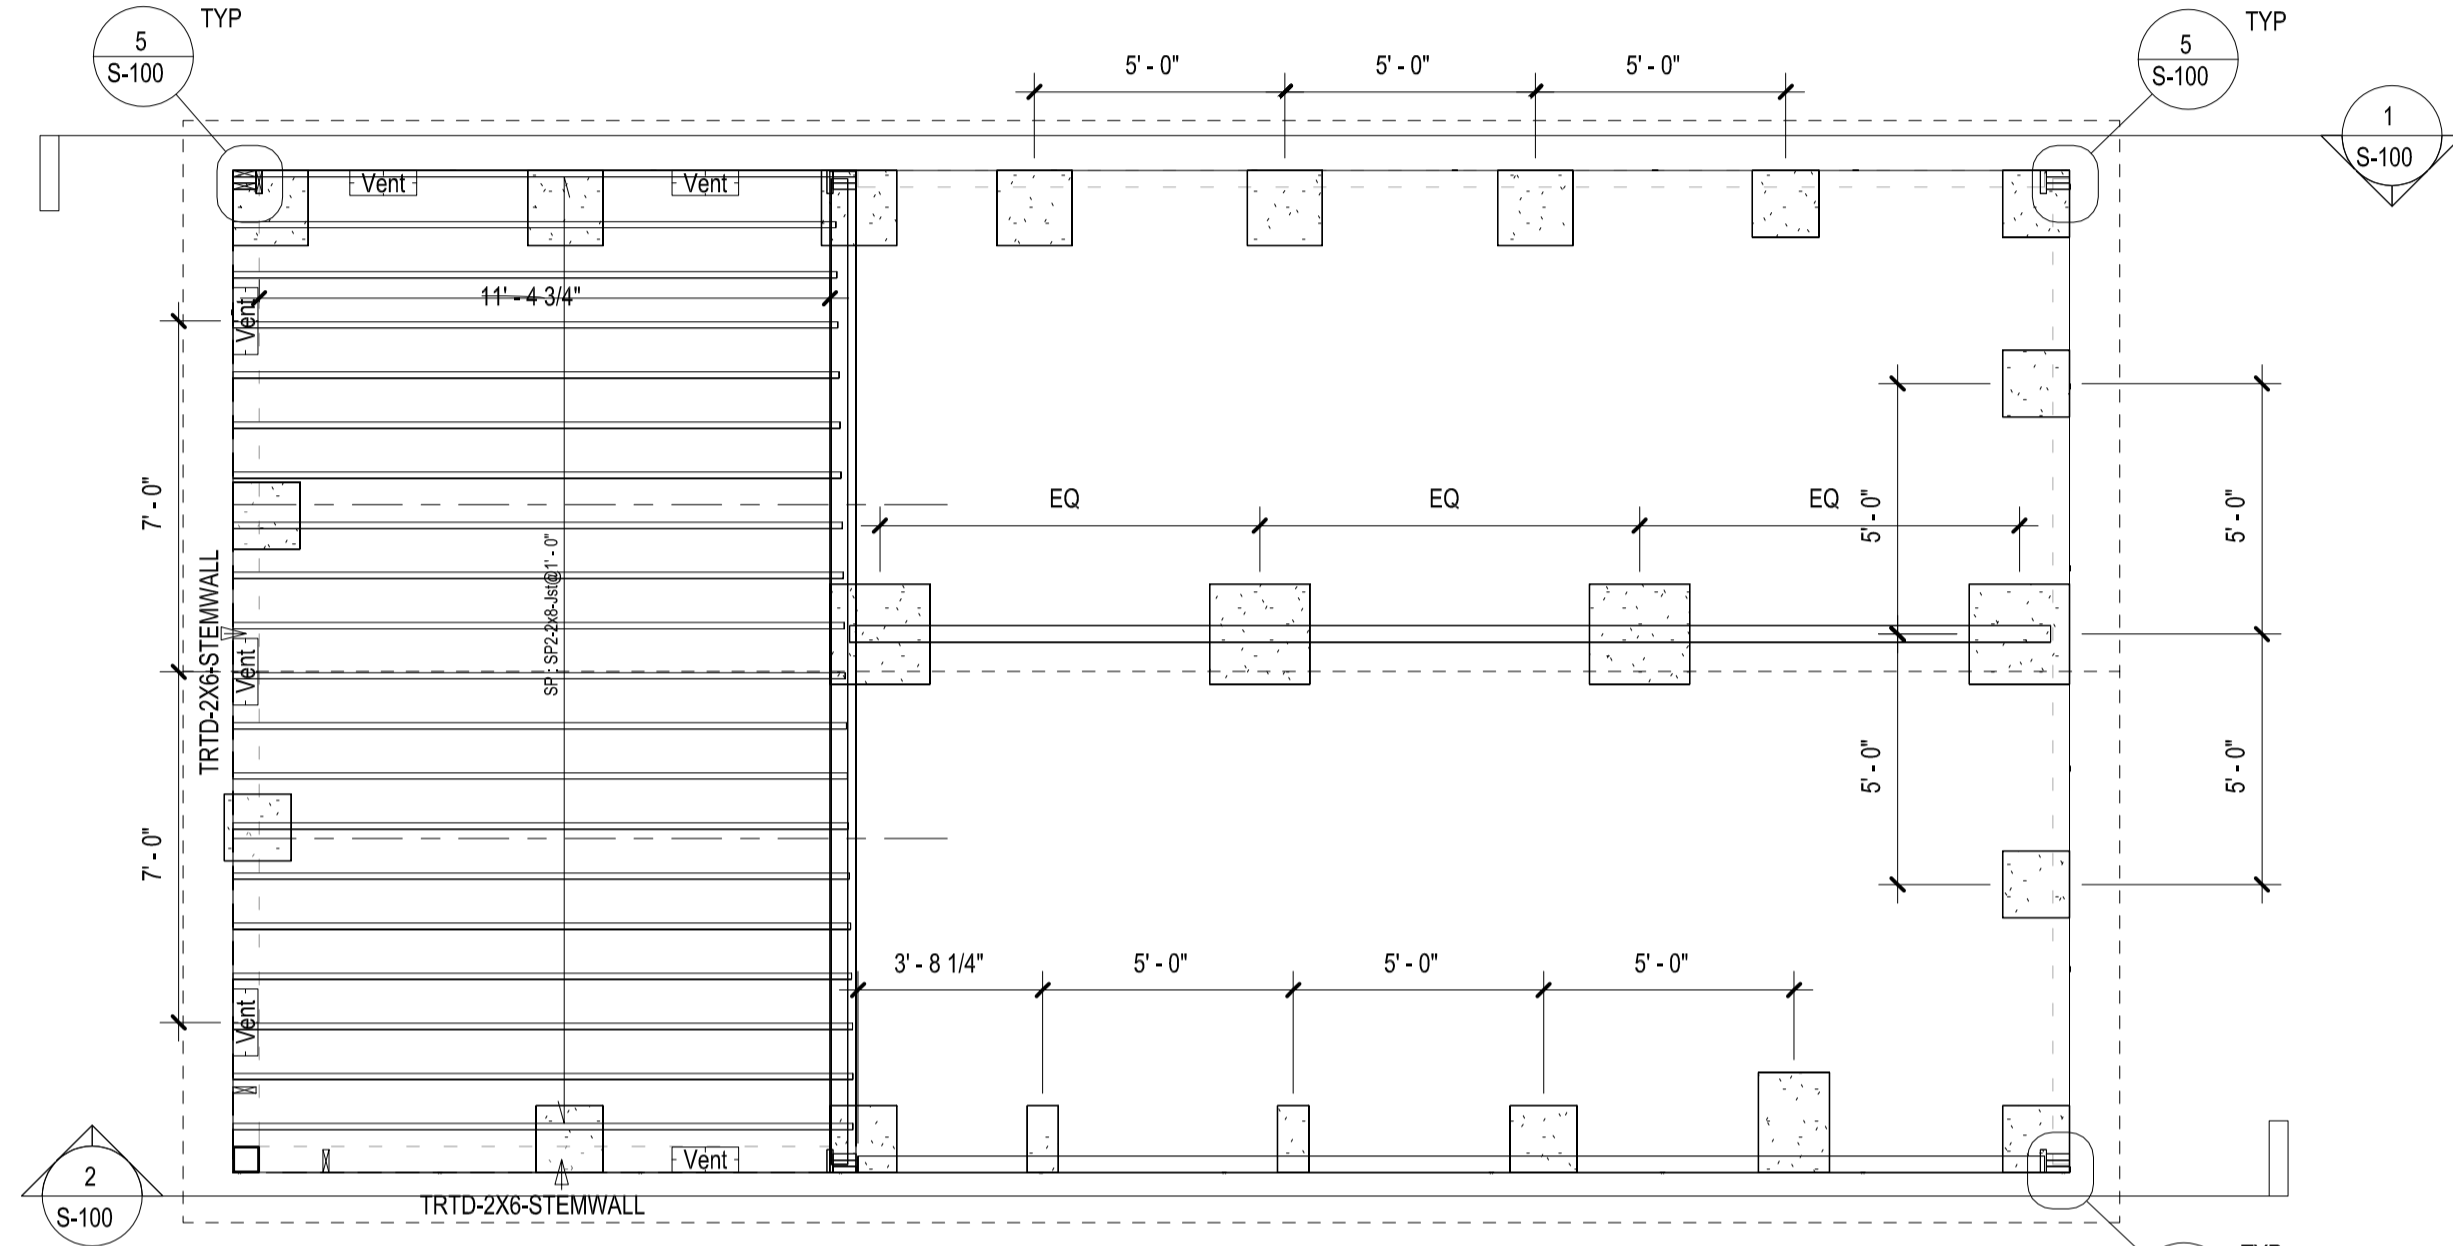 TYP
5
S-100
5' - 0"
5' - 0"
5' - 0"
5
S-100
TYP
1
S-100
Vent
Vent
11' - 4 3/4"
Vent
7' - 0"
EQ
EQ
EQ
5' - 0"
5' - 0"
SP : SP2-2x8-Jst@1' - 0"
TRTD-2X6-STEMWALL
Vent
7' - 0"
5' - 0"
5' - 0"
3' - 8 1/4"
5' - 0"
5' - 0"
5' - 0"
Vent
Vent
2
S-100
TRTD-2X6-STEMWALL